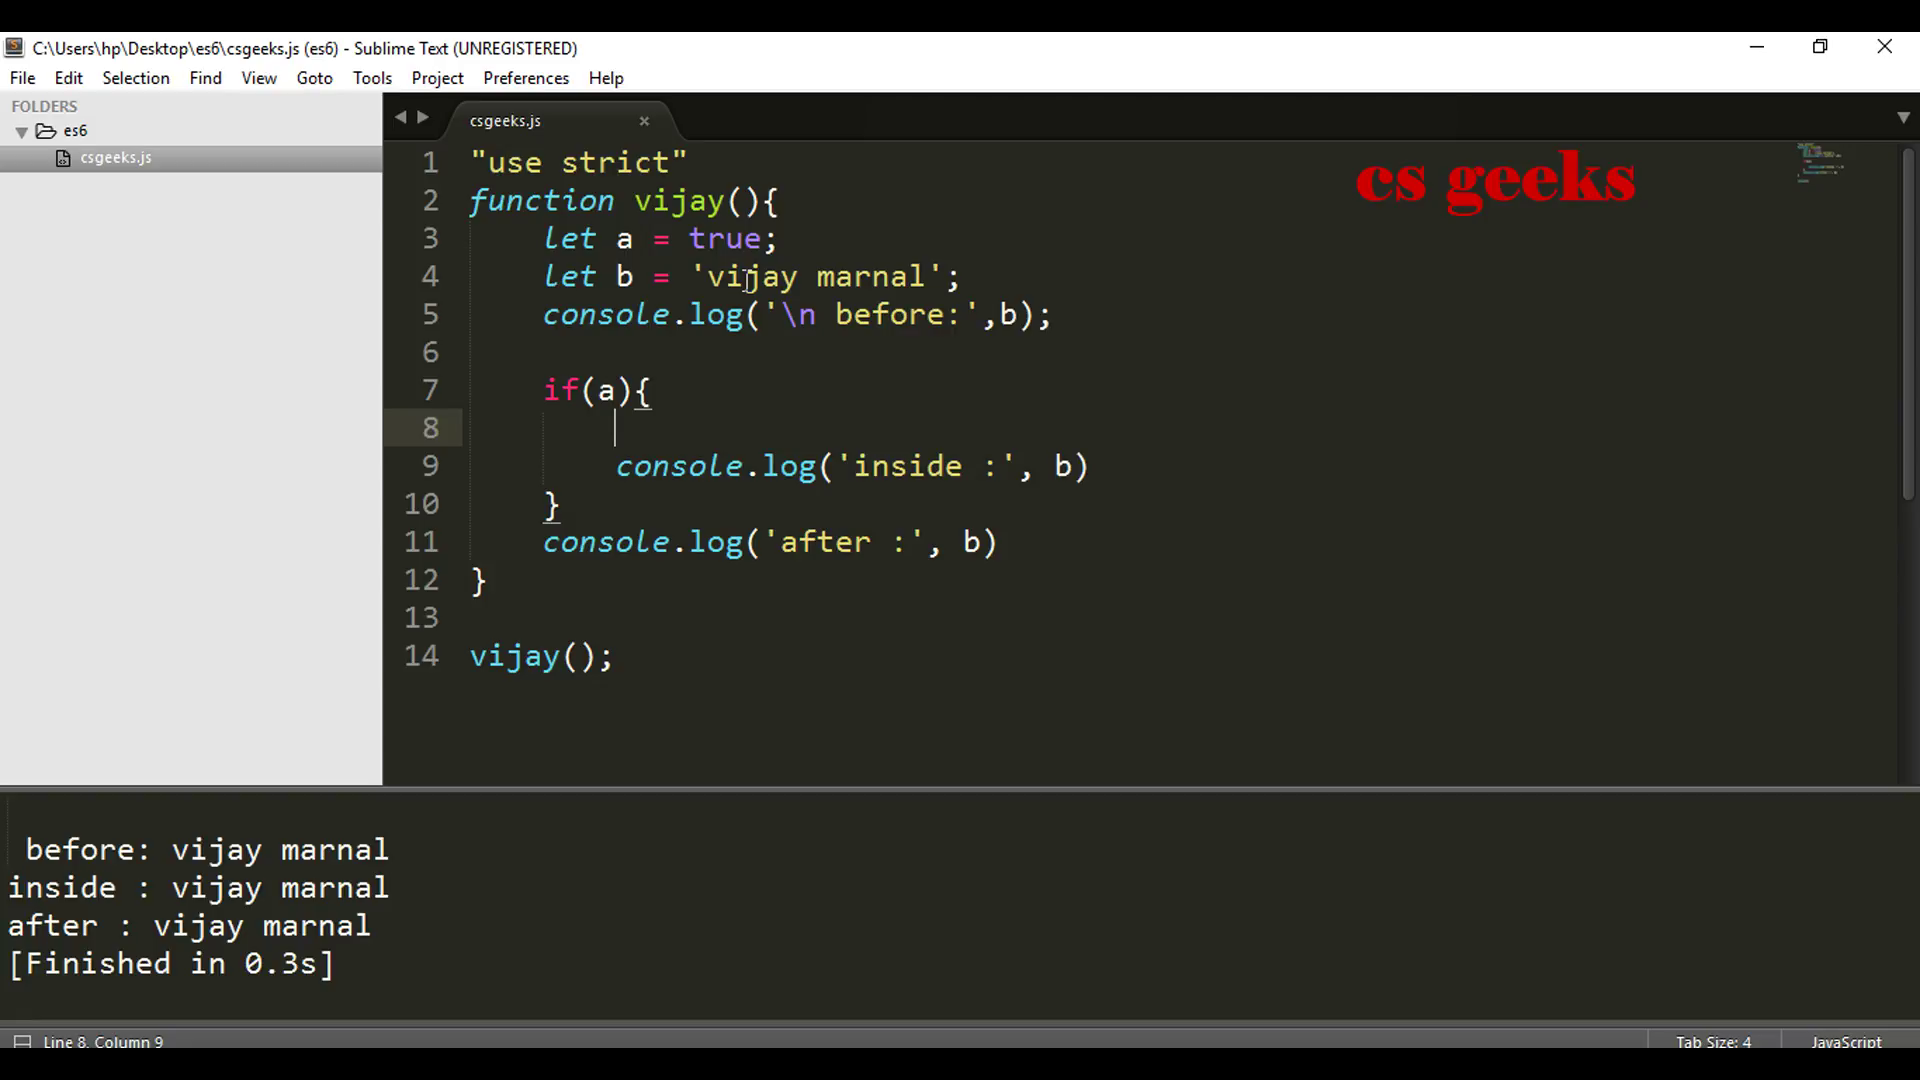 C:\Users\hp\Desktop\es6\csgeeks.js (es6) - Sublime Text (UNREGISTERED)
File Edit Selection Find View Goto Tools Project Preferences Help
FOLDERS
es6
csgeeks.js
csgeeks.js ×
cs geeks
1 "use strict"
2 function vijay(){
3 let a = true;
4 let b = 'vijay marnal';
5 console.log('\n before:',b);
6
7 if(a){
8
9 console.log('inside :', b)
10 }
11 console.log('after :', b)
12 }
13
14 vijay();
before: vijay marnal
inside : vijay marnal
after : vijay marnal
[Finished in 0.3s]
Line 8, Column 9 Tab Size: 4 JavaScript